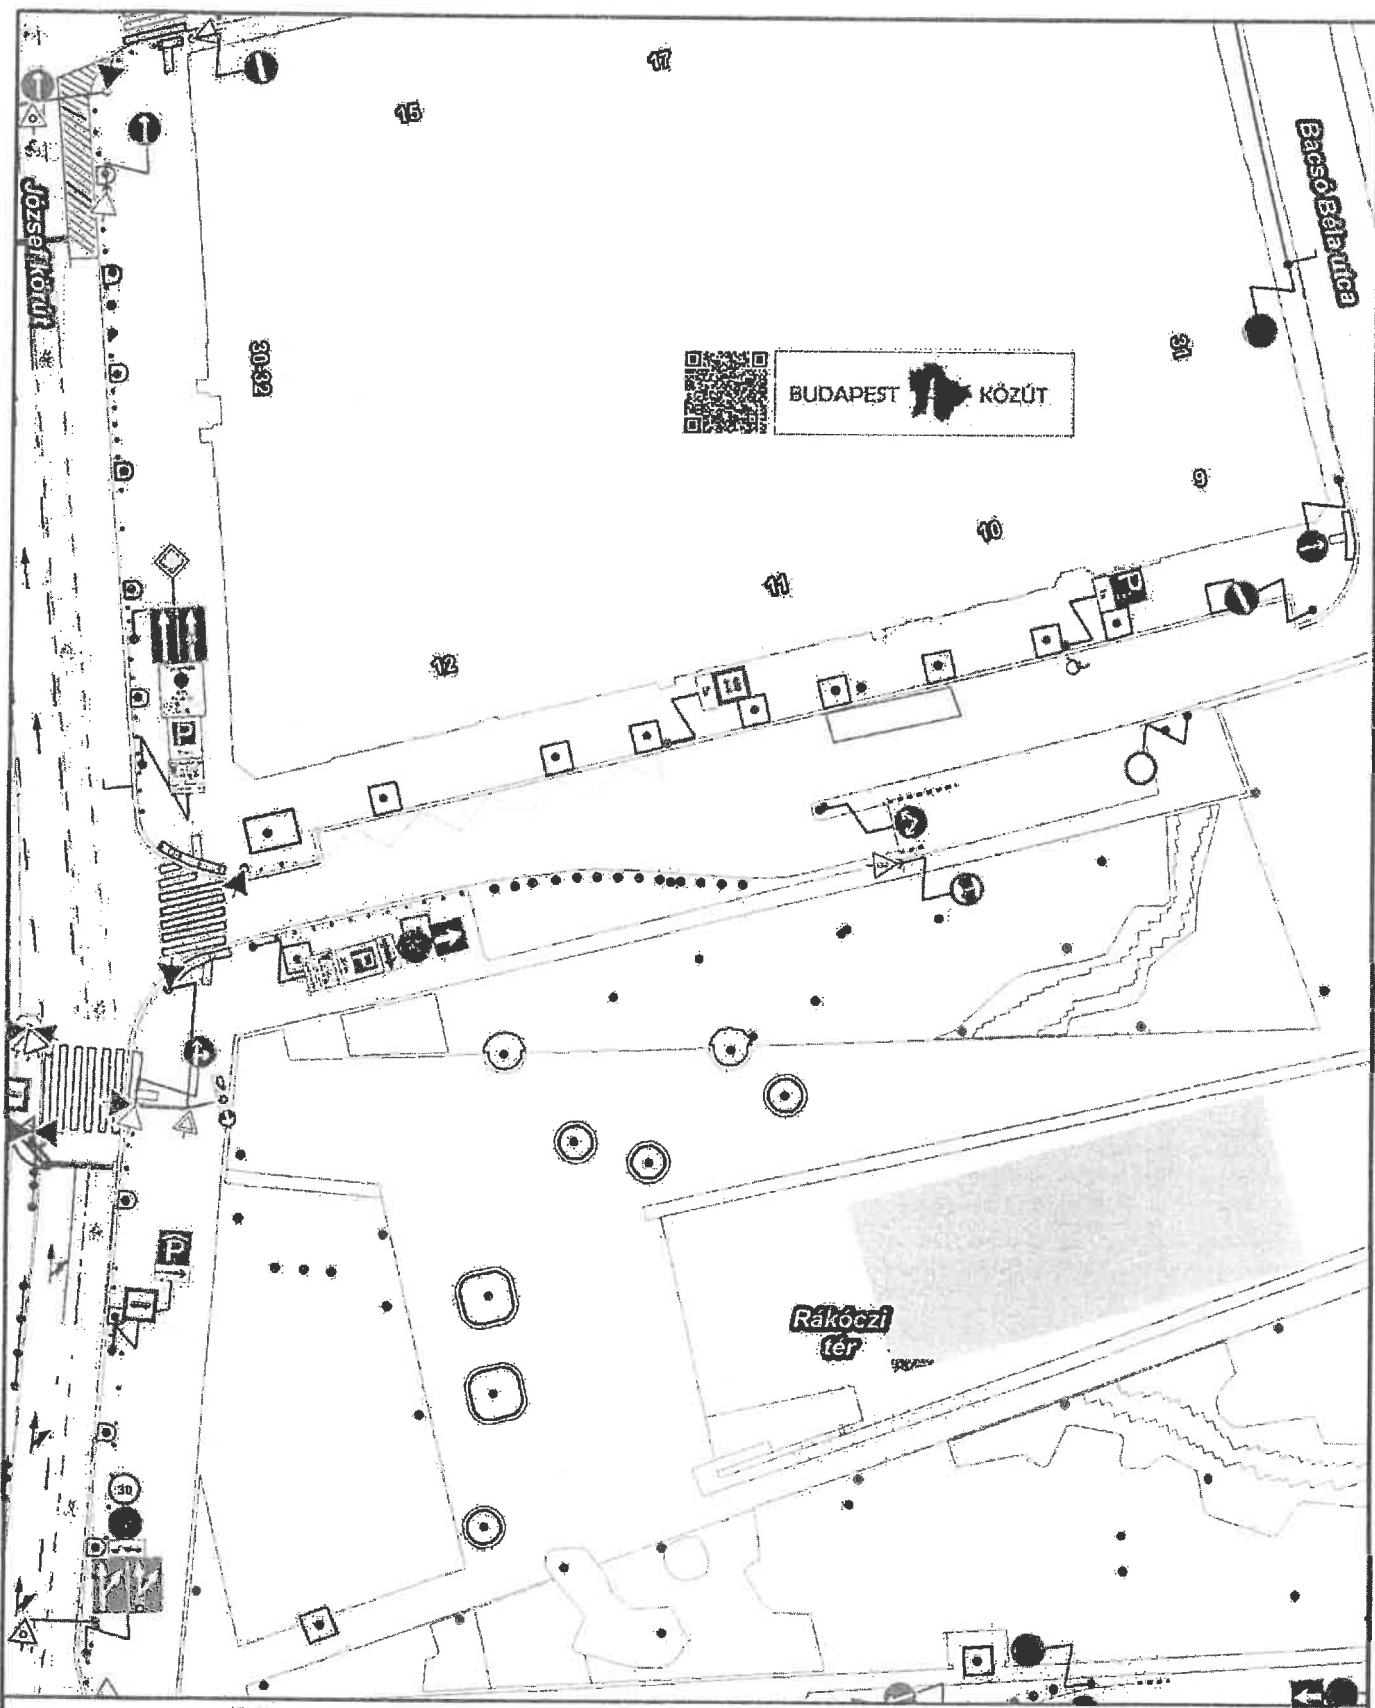 17
15
Bacsó Béla utca
József körút
30-32
31
BUDAPEST KÖZÚT
9
10
11
12
P
P
Rákóczi
tér
30